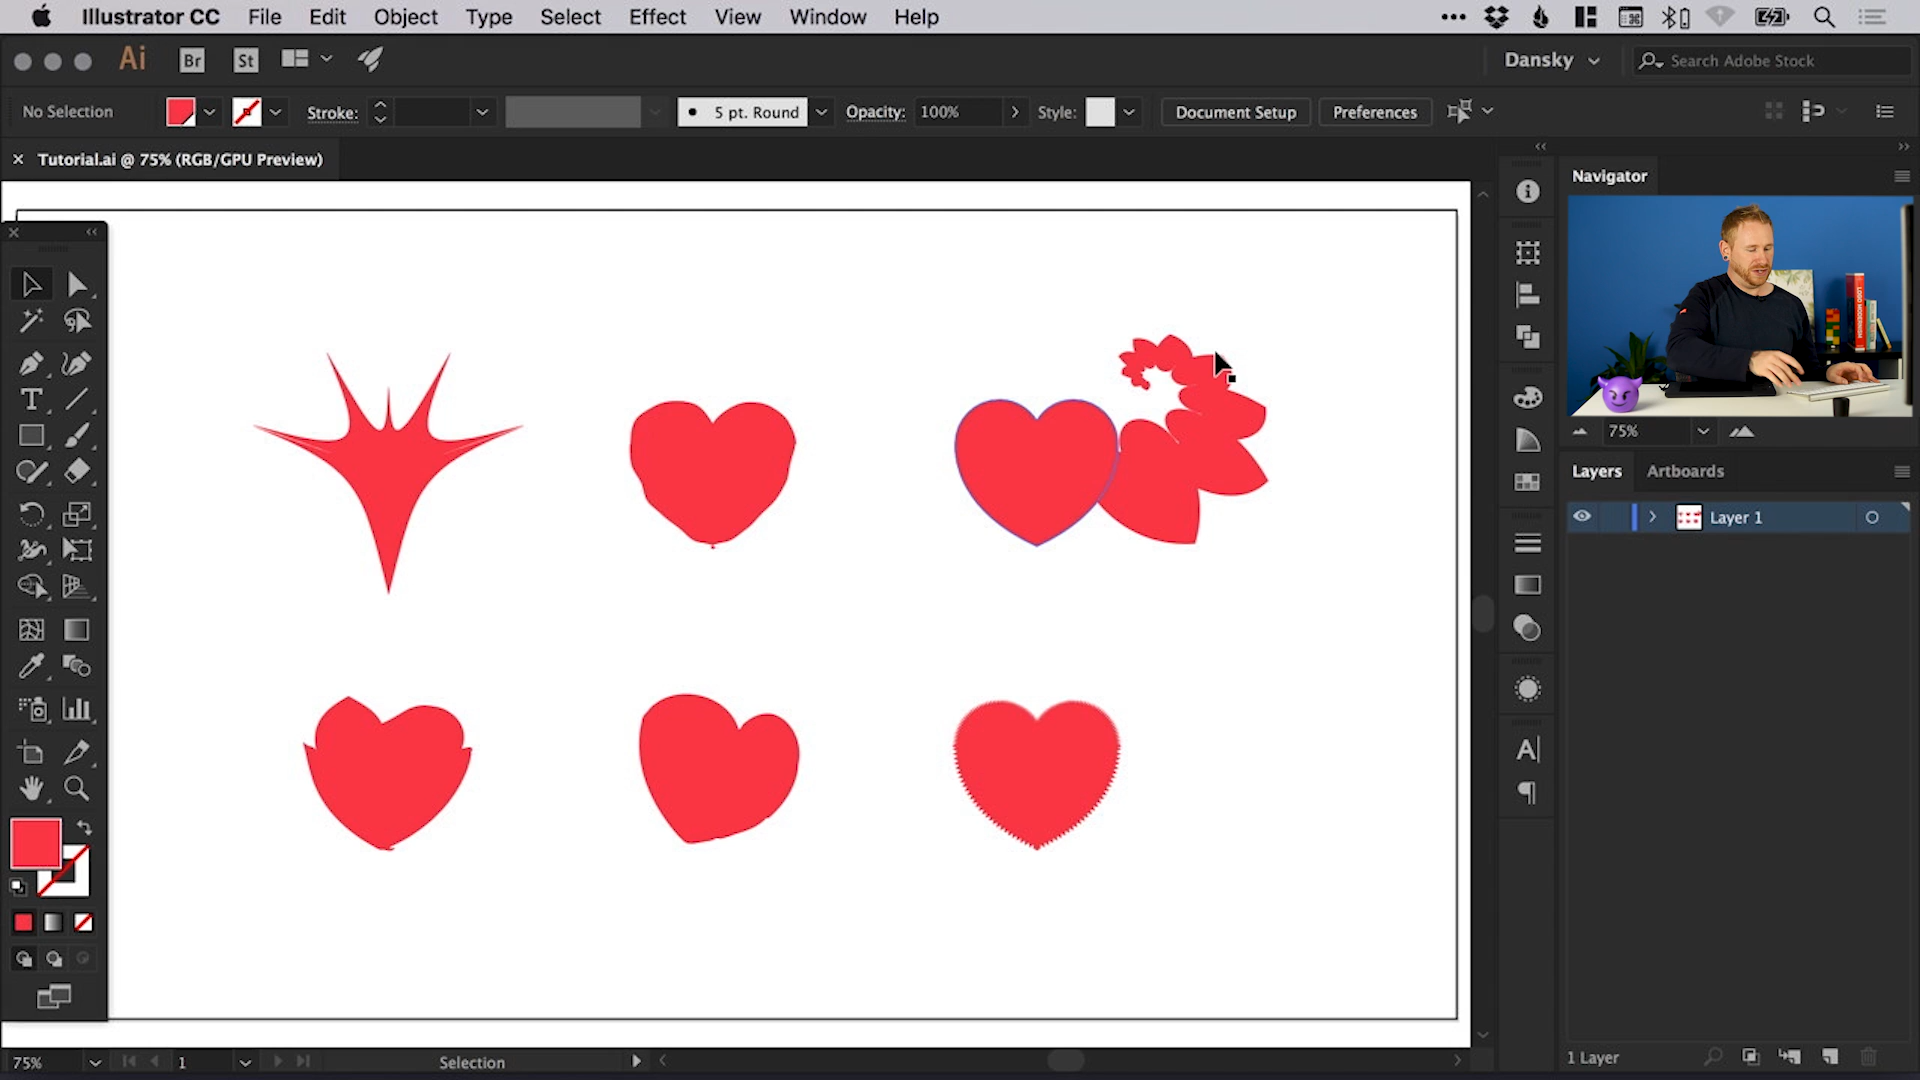 Illustrator CC File Edit Object Type Select Effect View Window Help
Ai Br St Dansky Search Adobe Stock
No Selection Stroke: 5 pt. Round Opacity: 100% Style: Document Setup Preferences
Tutorial.ai @ 75% (RGB/GPU Preview)
Navigator
75%
Layers Artboards
Layer 1
75% 1 Selection
1 Layer